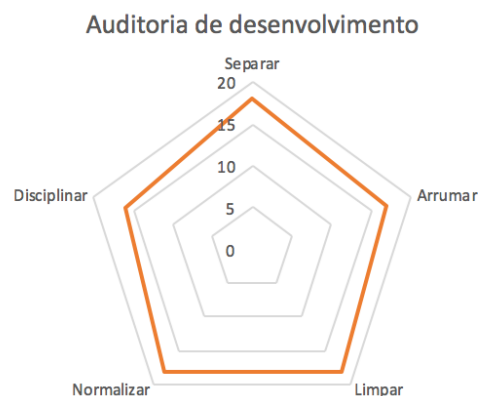 Auditoria de desenvolvimento
Separar
20
15
10
5
0
Disciplinar
Arrumar
Normalizar
Limpar